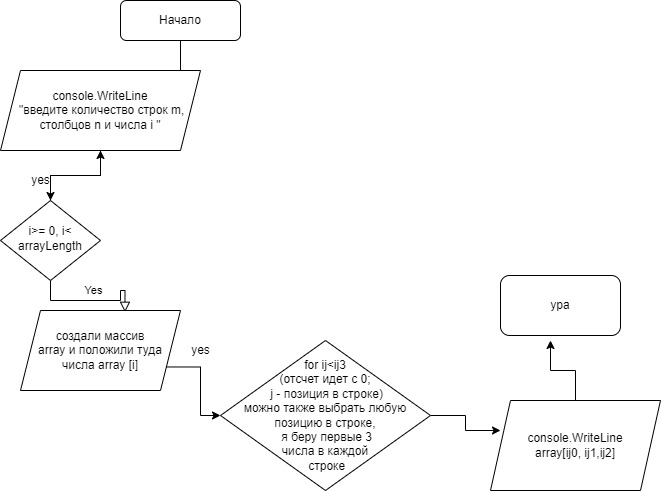 Начало
console.WriteLine
"введите количество строк m,
столбцов n и числа i "
yes
i>= 0, i<
arrayLength
Yes
создали массив
array и положили туда
числа array [i]
yes
for ij<ij3
(отсчет идет с 0;
j - позиция в строке)
можно также выбрать любую
позицию в строке,
я беру первые 3
числа в каждой
строке
ура
console.WriteLine
array[ij0, ij1,ij2]